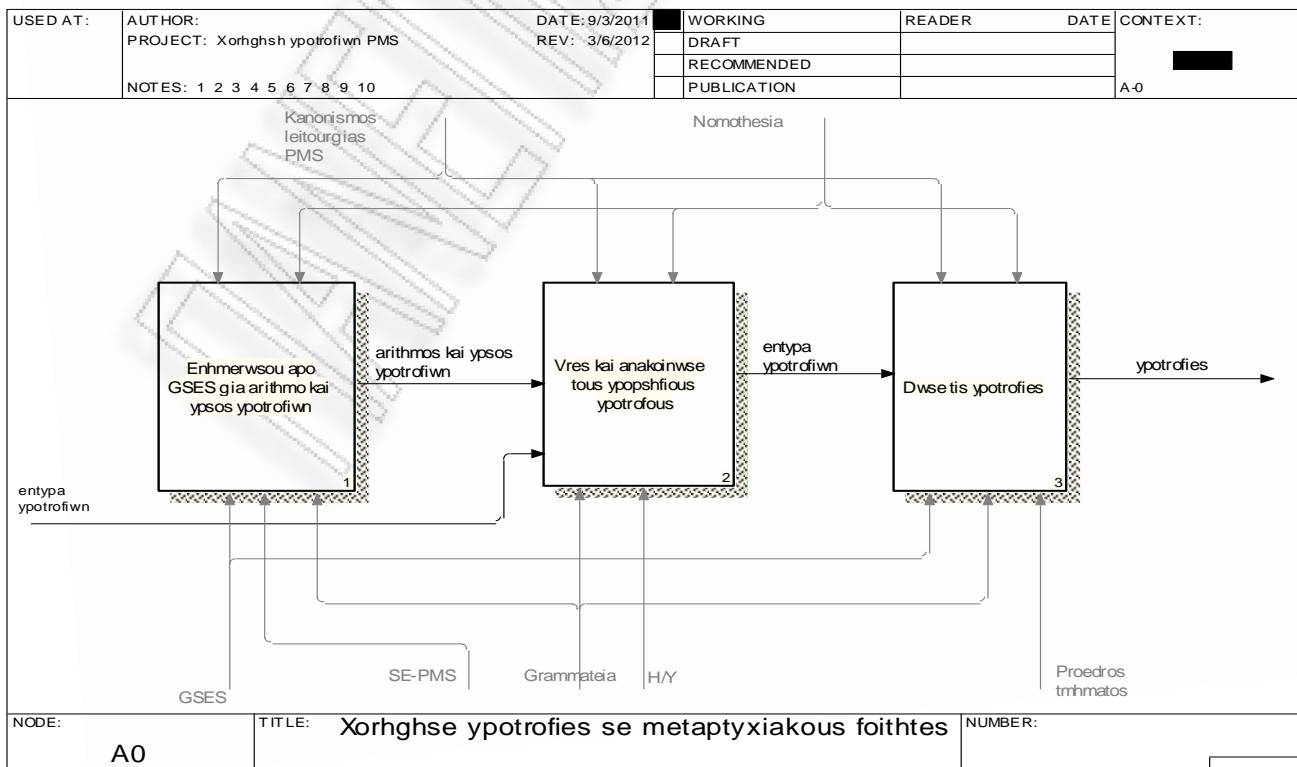 USED AT: AUTHOR: DATE: 9/3/2011 WORKING READER DATE CONTEXT:
PROJECT: Xorhghsh ypotrofiwn PMS REV: 3/6/2012 DRAFT
RECOMMENDED
NOTES: 1 2 3 4 5 6 7 8 9 10 PUBLICATION A-0
Kanonismos
leitourgias
PMS
Nomothesia
Enhmerwsou apo
GSES gia arithmo kai
ypsos ypotrofiwn
1
arithmos kai ypsos
ypotrofiwn
Vres kai anakoinwse
tous ypopshfious
ypotrofous
2
entypa
ypotrofiwn
Dwse tis ypotrofies
3
ypotrofies
entypa
ypotrofiwn
GSES
SE-PMS
Grammateia
H/Y
Proedros
tmhmatos
NODE: TITLE: Xorhghse ypotrofies se metaptyxiakous foithtes NUMBER:
A0